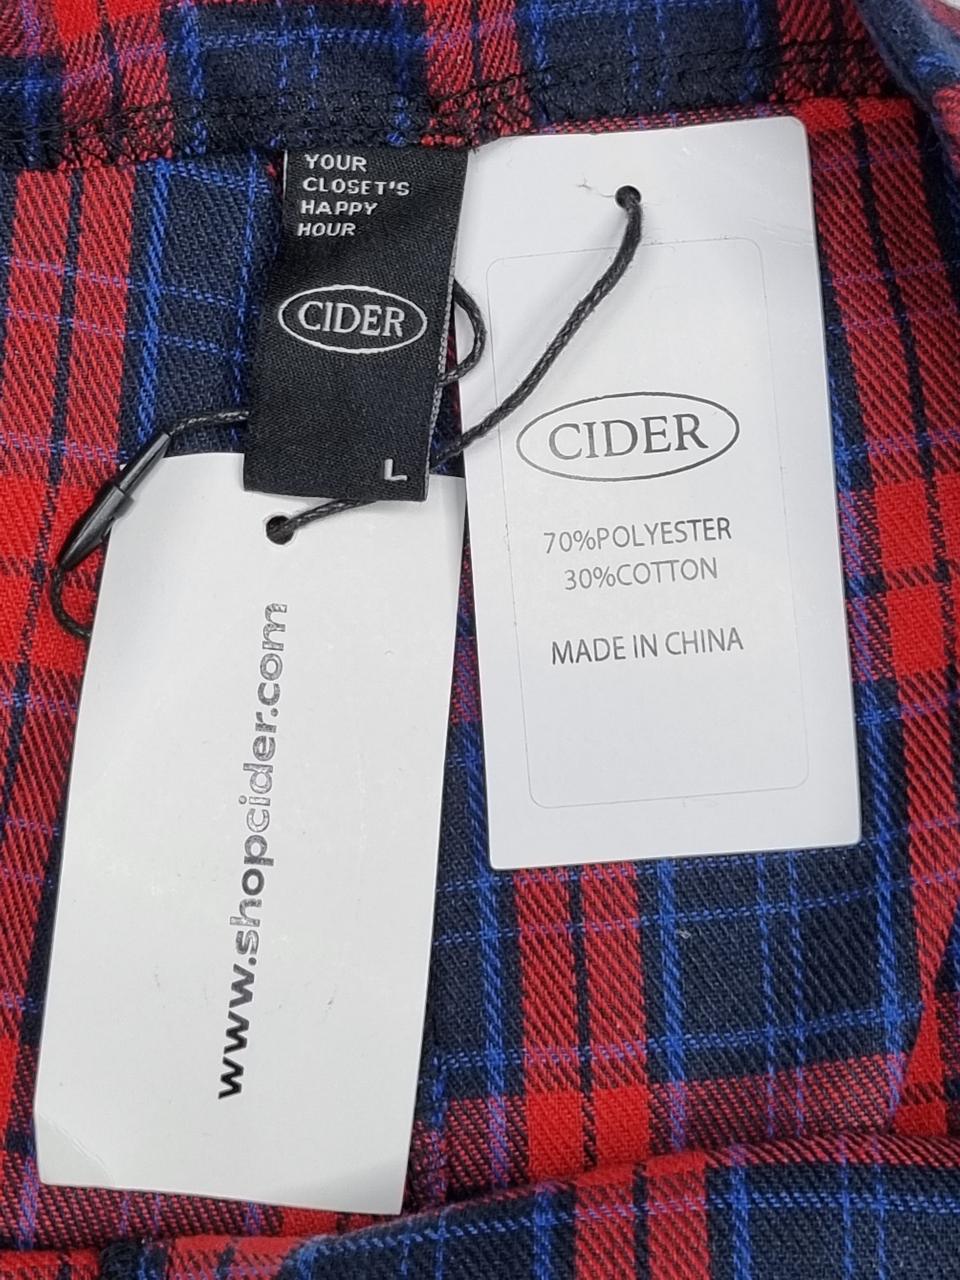 YOUR
CLOSET'S
HAPPY
HOUR
CIDER
L
CIDER
70%POLYESTER
30%COTTON
MADE IN CHINA
www.shopcider.com